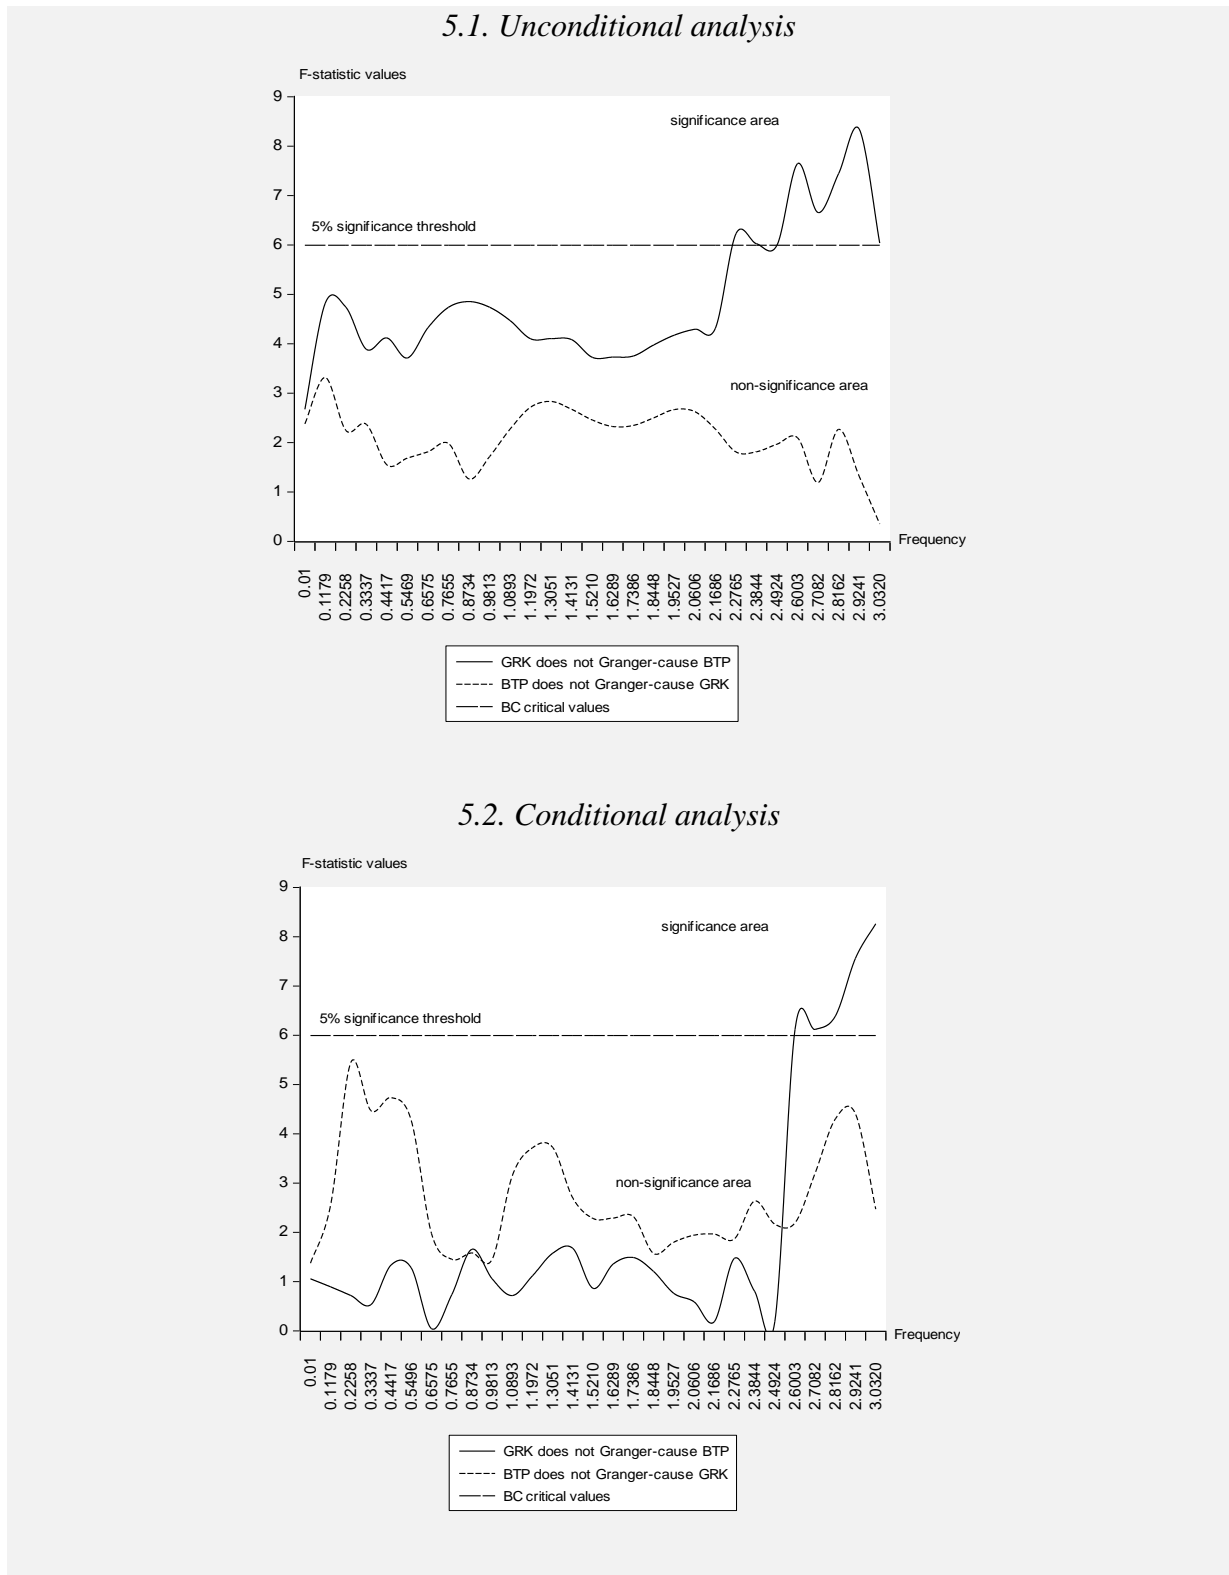 5.1. Unconditional analysis
F-statistic values
9
significance area
8
7
5% significance threshold
6
5
4
non-significance area
3
2
1
0
Frequency
0.01 0.1179 0.2258 0.3337 0.4417 0.5469 0.6575 0.7655 0.8734 0.9813 1.0893 1.1972 1.3051 1.4131 1.5210 1.6289 1.7386 1.8448 1.9527 2.0606 2.1686 2.2765 2.3844 2.4924 2.6003 2.7082 2.8162 2.9241 3.0320
GRK does not Granger-cause BTP
BTP does not Granger-cause GRK
BC critical values
5.2. Conditional analysis
F-statistic values
9
significance area
8
7
5% significance threshold
6
5
4
non-significance area
3
2
1
0
Frequency
0.01 0.1179 0.2258 0.3337 0.4417 0.5496 0.6575 0.7655 0.8734 0.9813 1.0893 1.1972 1.3051 1.4131 1.5210 1.6289 1.7386 1.8448 1.9527 2.0606 2.1686 2.2765 2.3844 2.4924 2.6003 2.7082 2.8162 2.9241 3.0320
GRK does not Granger-cause BTP
BTP does not Granger-cause GRK
BC critical values